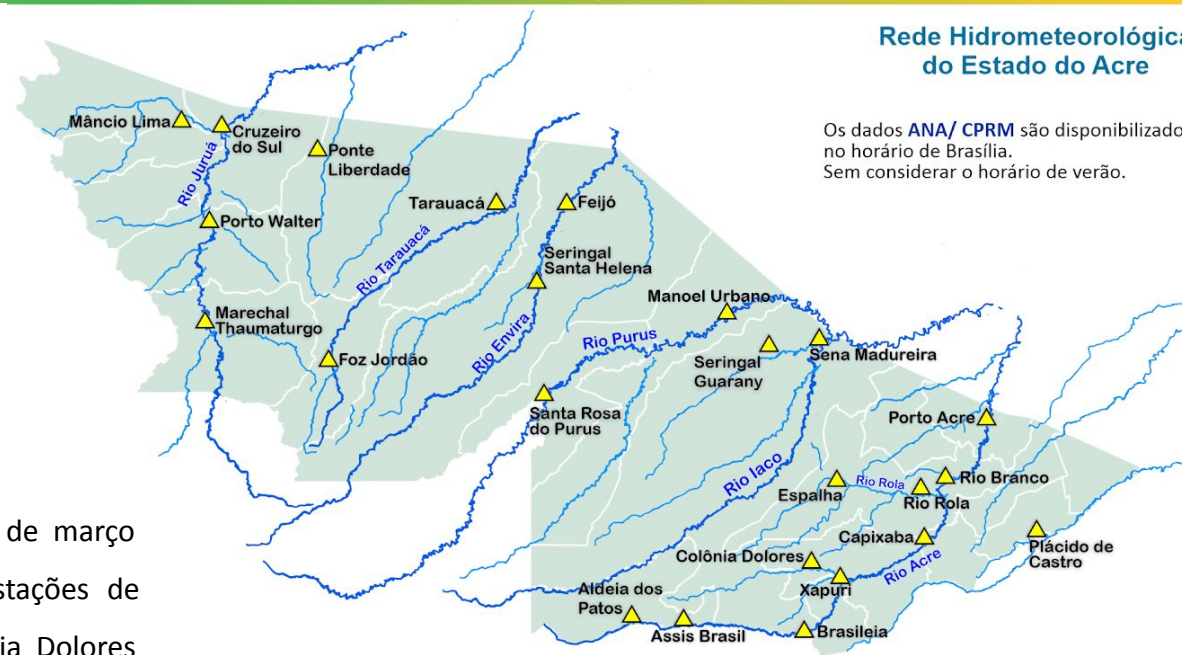 Rede Hidrometeorológica
do Estado do Acre
Os dados ANA/ CPRM são disponibilizado
no horário de Brasília.
Sem considerar o horário de verão.
Mâncio Lima
Cruzeiro
do Sul
Ponte
Liberdade
Rio Juruá
Porto Walter
Tarauacá
Feijó
Rio Tarauacá
Seringal
Santa Helena
Marechal
Thaumaturgo
Foz Jordão
Rio Envira
Manoel Urbano
Rio Purus
Seringal
Guarany
Sena Madureira
Santa Rosa
do Purus
Porto Acre
Rio Iaco
Espalha
Rio Rola
Rio Rola
Rio Branco
Capixaba
Plácido de
Castro
Colônia Dolores
Rio Acre
Xapuri
Aldeia dos
Patos
Assis Brasil
Brasileia
de março
stações de
ia Dolores